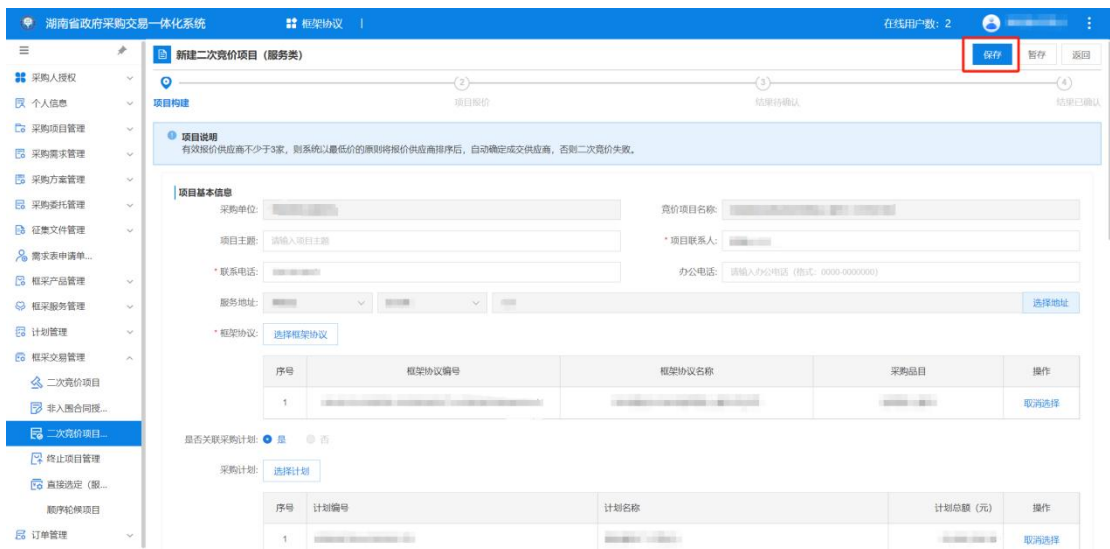 湖南省政府采购交易一体化系统
框架协议
在线用户数：2
新建二次竞价项目（服务类）
保存
暂存
返回
采购人授权
个人信息
采购项目管理
采购需求管理
采购方案管理
采购委托管理
征集文件管理
需求表申请单...
框采产品管理
框采服务管理
计划管理
框采交易管理
二次竞价项目
非入围合同授...
二次竞价项目...
终止项目管理
直接选定（服...
顺序轮候项目
订单管理
项目构建
2
项目报价
3
结果待确认
4
结果已确认
项目说明
有效报价供应商不少于3家，则系统以最低价的原则将报价供应商排序后，自动确定成交供应商，否则二次竞价失败。
项目基本信息
采购单位:
竞价项目名称:
项目主题: 请输入项目主题
* 项目联系人:
* 联系电话:
办公电话: 请输入办公电话（格式：0000-0000000）
服务地址:
选择地址
* 框架协议: 选择框架协议
序号 框架协议编号 框架协议名称 采购品目 操作
1 取消选择
是否关联采购计划: 是 否
采购计划: 选择计划
序号 计划编号 计划名称 计划总额（元） 操作
1 取消选择